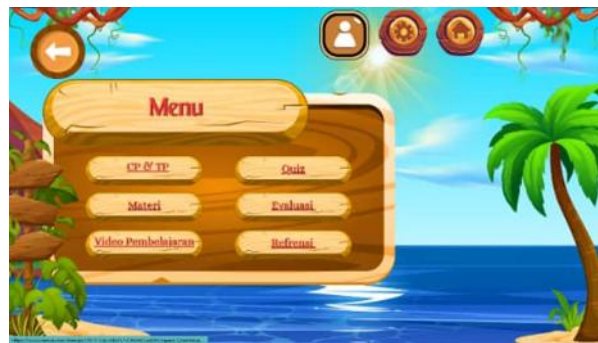 Menu
CP & TP
Quiz
Materi
Evaluasi
Video Pembelajaran
Refrensi